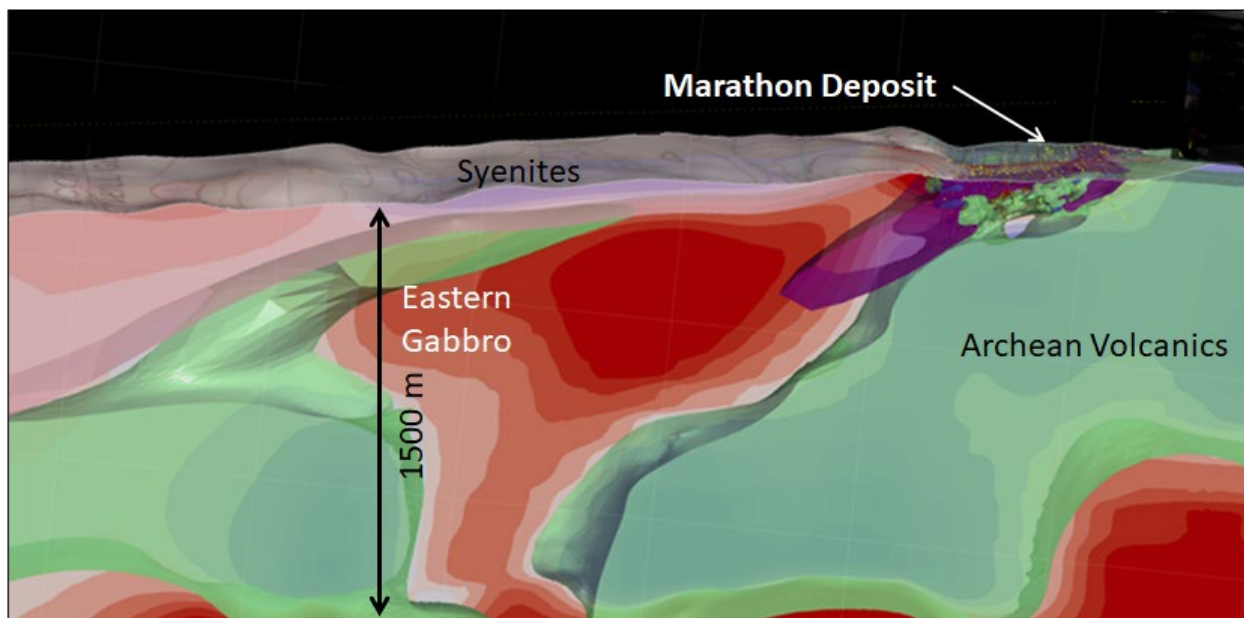 Marathon Deposit
Syenites
Eastern
Gabbro
1500 m
Archean Volcanics